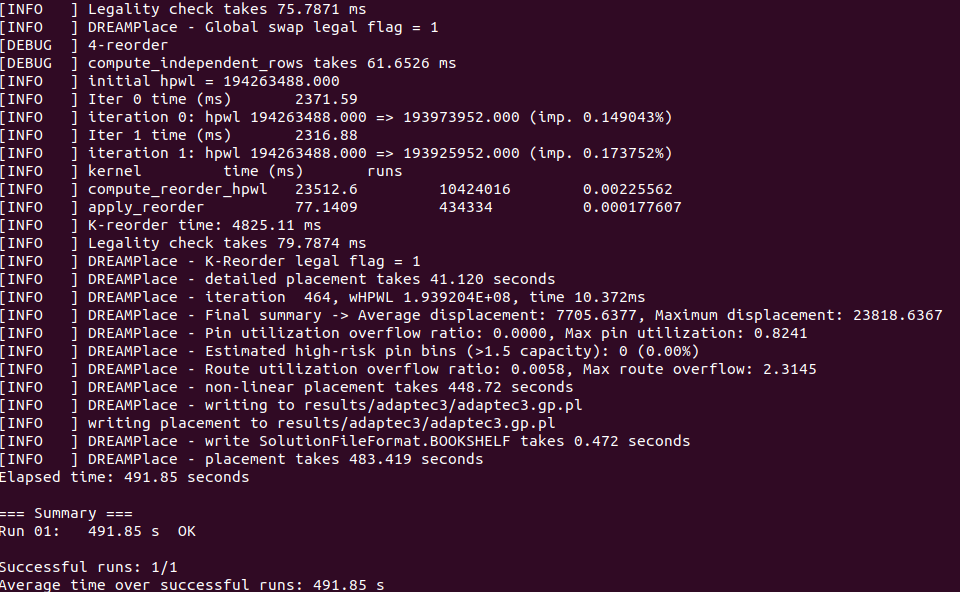 [INFO   ] Legality check takes 75.7871 ms
[INFO   ] DREAMPlace - Global swap legal flag = 1
[DEBUG  ] 4-reorder
[DEBUG  ] compute_independent_rows takes 61.6526 ms
[INFO   ] initial hpwl = 194263488.000
[INFO   ] Iter 0 time (ms)       2371.59
[INFO   ] iteration 0: hpwl 194263488.000 => 193973952.000 (imp. 0.149043%)
[INFO   ] Iter 1 time (ms)       2316.88
[INFO   ] iteration 1: hpwl 194263488.000 => 193925952.000 (imp. 0.173752%)
[INFO   ] kernel         time (ms)       runs
[INFO   ] compute_reorder_hpwl   23512.6         10424016        0.00225562
[INFO   ] apply_reorder          77.1409         434334          0.000177607
[INFO   ] K-reorder time: 4825.11 ms
[INFO   ] Legality check takes 79.7874 ms
[INFO   ] DREAMPlace - K-Reorder legal flag = 1
[INFO   ] DREAMPlace - detailed placement takes 41.120 seconds
[INFO   ] DREAMPlace - iteration  464, wHPWL 1.939204E+08, time 10.372ms
[INFO   ] DREAMPlace - Final summary -> Average displacement: 7705.6377, Maximum displacement: 23818.6367
[INFO   ] DREAMPlace - Pin utilization overflow ratio: 0.0000, Max pin utilization: 0.8241
[INFO   ] DREAMPlace - Estimated high-risk pin bins (>1.5 capacity): 0 (0.00%)
[INFO   ] DREAMPlace - Route utilization overflow ratio: 0.0058, Max route overflow: 2.3145
[INFO   ] DREAMPlace - non-linear placement takes 448.72 seconds
[INFO   ] DREAMPlace - writing to results/adaptec3/adaptec3.gp.pl
[INFO   ] writing placement to results/adaptec3/adaptec3.gp.pl
[INFO   ] DREAMPlace - write SolutionFileFormat.BOOKSHELF takes 0.472 seconds
[INFO   ] DREAMPlace - placement takes 483.419 seconds
Elapsed time: 491.85 seconds

=== Summary ===
Run 01:   491.85 s  OK

Successful runs: 1/1
Average time over successful runs: 491.85 s